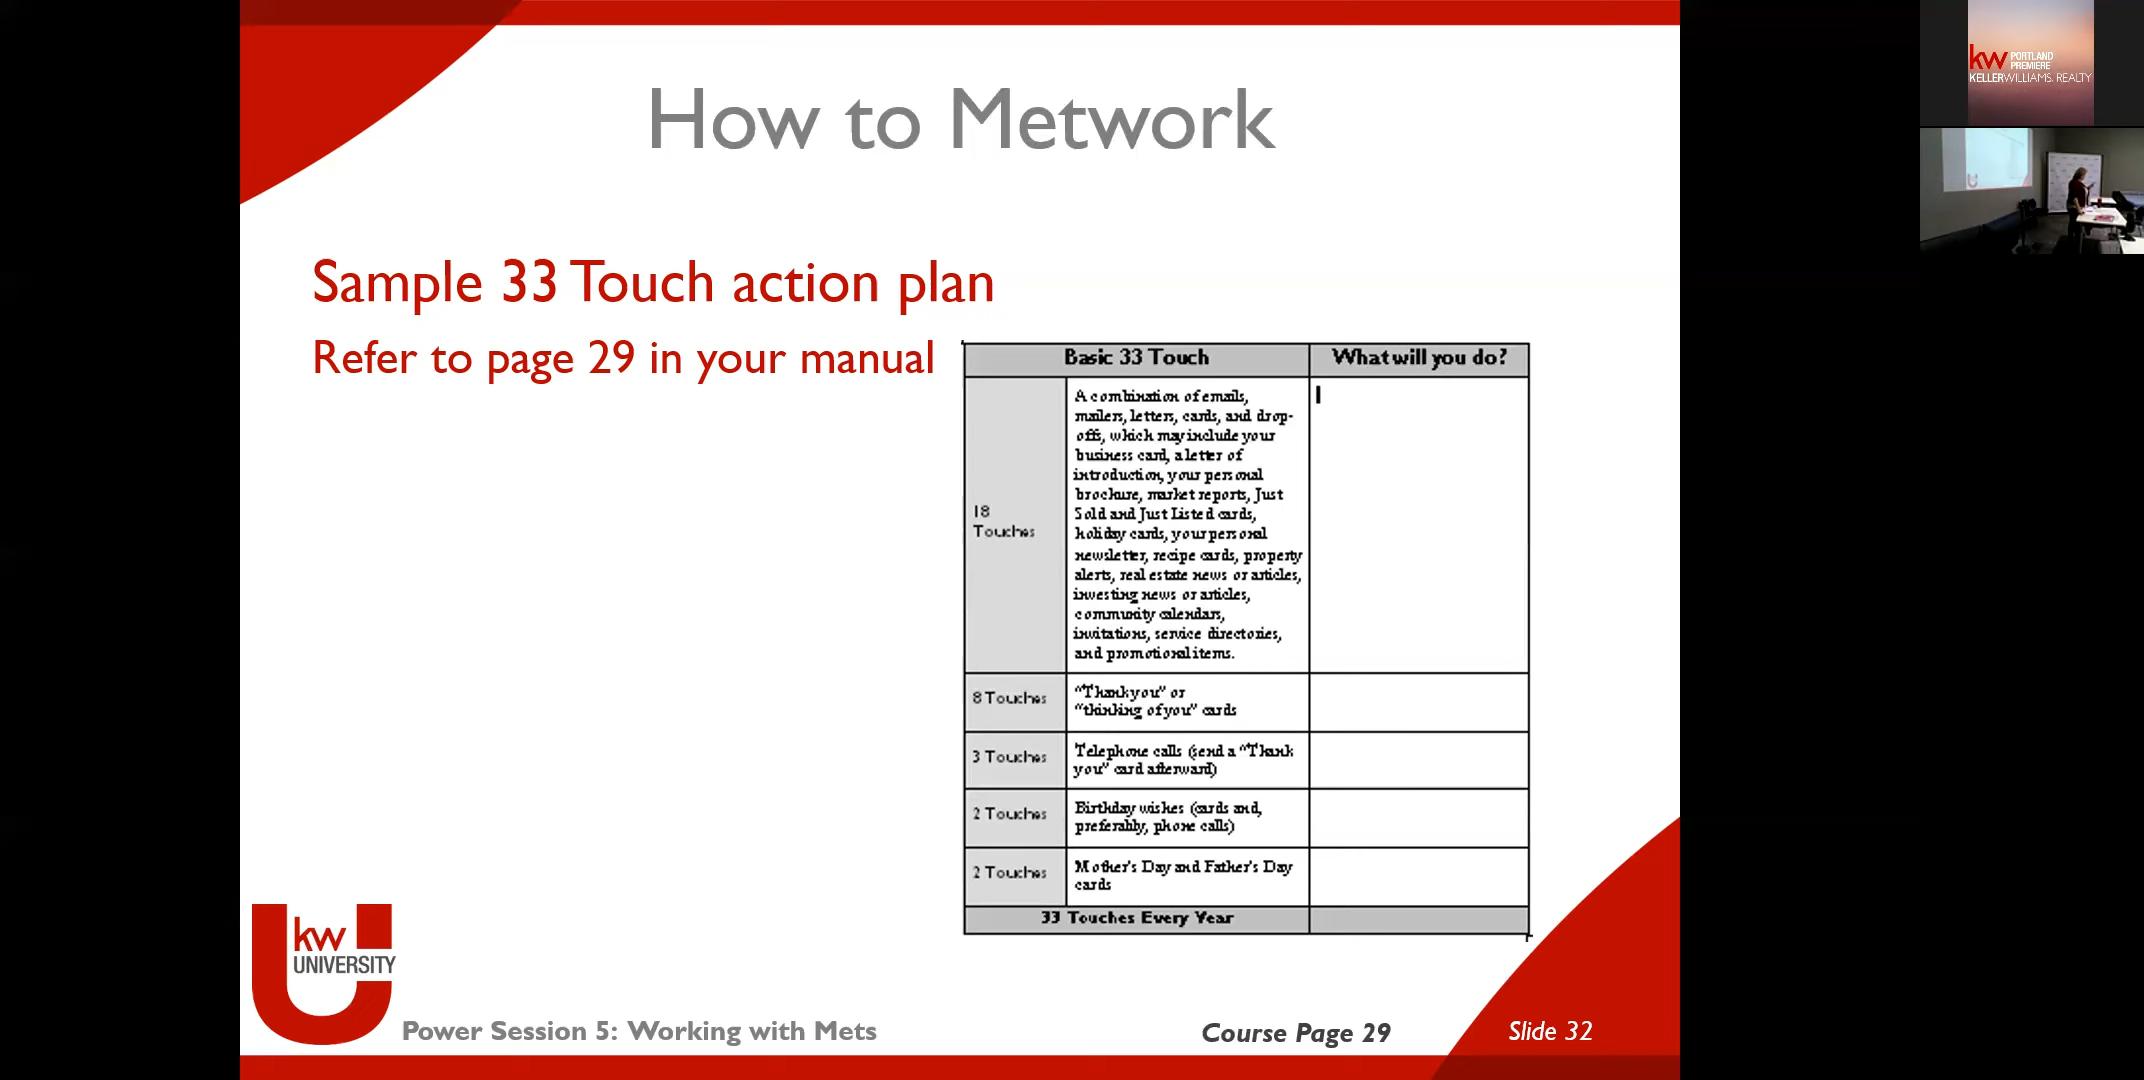 How to Metwork
Sample 33 Touch action plan
Refer to page 29 in your manual
Basic 33 Touch
What will you do?
18
Touches
A combination of emails,
mailers, letters, cards, and drop-
offs, which may include your
business card, a letter of
introduction, your personal
brochure, market reports, Just
Sold and Just Listed cards,
holiday cards, your personal
newsletter, recipe cards, property
alerts, real estate news or articles,
investing news or articles,
community calendars,
invitations, service directories,
and promotional items.
8 Touches
"Thank you" or
"thinking of you" cards
3 Touches
Telephone calls (send a "Thank
you" card afterward)
2 Touches
Birthday wishes (cards and,
preferably, phone calls)
2 Touches
Mother's Day and Father's Day
cards
33 Touches Every Year
kw
UNIVERSITY
Power Session 5: Working with Mets
Course Page 29
Slide 32
kw PORTLAND
PREMIERE
KELLERWILLIAMS. REALTY